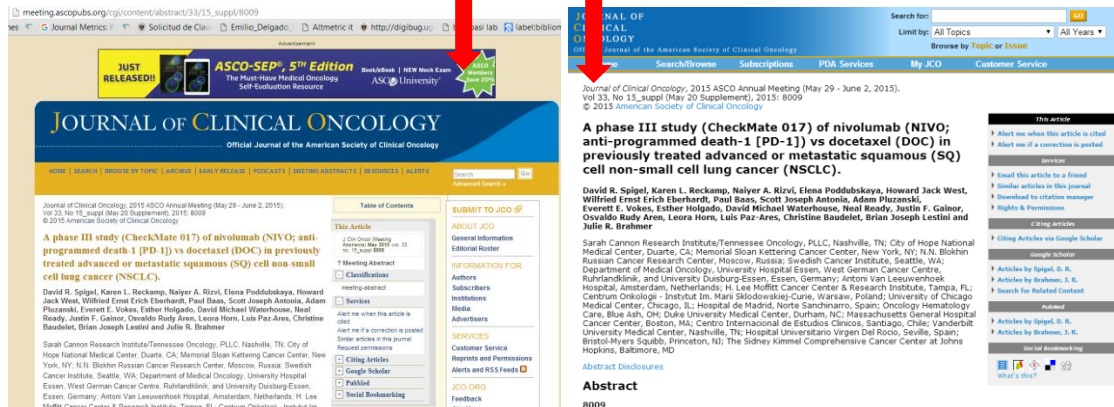 meeting.ascopubs.org/cgi/content/abstract/33/15_suppl/8009
G Journal Metrics:
Solicitud de Clav
Emilio_Delgado_
Altmetric it
http://digibug.ug
lab
label:biblion
Advertisement
JUST
RELEASED!!
ASCO-SEP®, 5TH Edition
The Must-Have Medical Oncology
Self-Evaluation Resource
Book/eBook | NEW Mock Exam
ASCO University®
ASCO
Members
Save 20%
JOURNAL OF CLINICAL ONCOLOGY
Official Journal of the American Society of Clinical Oncology
HOME | SEARCH | BROWSE BY TOPIC | ARCHIVE | EARLY RELEASE | PODCASTS | MEETING ABSTRACTS | RESOURCES | ALERTS
Search
Go
Advanced Search »
Journal of Clinical Oncology, 2015 ASCO Annual Meeting (May 29 - June 2, 2015).
Vol 33, No 15_suppl (May 20 Supplement), 2015: 8009
© 2015 American Society of Clinical Oncology
A phase III study (CheckMate 017) of nivolumab (NIVO; anti-
programmed death-1 [PD-1]) vs docetaxel (DOC) in previously
treated advanced or metastatic squamous (SQ) cell non-small
cell lung cancer (NSCLC).
David R. Spigel, Karen L. Reckamp, Naiyer A. Rizvi, Elena Poddubskaya, Howard
Jack West, Wilfried Ernst Erich Eberhardt, Paul Baas, Scott Joseph Antonia, Adam
Pluzanski, Everett E. Vokes, Esther Holgado, David Michael Waterhouse, Neal
Ready, Justin F. Gainor, Osvaldo Rudy Aren, Leora Horn, Luis Paz-Ares, Christine
Baudelet, Brian Joseph Lestini and Julie R. Brahmer
Sarah Cannon Research Institute/Tennessee Oncology, PLLC, Nashville, TN; City of
Hope National Medical Center, Duarte, CA; Memorial Sloan Kettering Cancer Center, New
York, NY; N.N. Blokhin Russian Cancer Research Center, Moscow, Russia; Swedish
Cancer Institute, Seattle, WA; Department of Medical Oncology, University Hospital
Essen, West German Cancer Centre, Ruhrlandklinik, and University Duisburg-Essen,
Essen, Germany; Antoni Van Leeuwenhoek Hospital, Amsterdam, Netherlands; H. Lee
Moffitt Cancer Center & Research Institute, Tampa, FL; Centrum Onkologii - Instytut Im.
Table of Contents
This Article
J Clin Oncol (Meeting
Abstracts) May 2015 vol. 33
no. 15_suppl 8009
? Meeting Abstract
- Classifications
meeting-abstract
- Services
Alert me when this article is
cited
Alert me if a correction is posted
Similar articles in this journal
Request permissions
+ Citing Articles
+ Google Scholar
+ PubMed
+ Social Bookmarking
SUBMIT TO JCO
ABOUT JCO
General Information
Editorial Roster
INFORMATION FOR
Authors
Subscribers
Institutions
Media
Advertisers
SERVICES
Customer Service
Reprints and Permissions
Alerts and RSS Feeds
JCO.ORG
Feedback
JOURNAL OF
CLINICAL
ONCOLOGY
Official Journal of the American Society of Clinical Oncology
Search for:
GO
Limit by: All Topics
All Years
Browse by Topic or Issue
Home
Search/Browse
Subscriptions
PDA Services
My JCO
Customer Service
Journal of Clinical Oncology, 2015 ASCO Annual Meeting (May 29 - June 2, 2015).
Vol 33, No 15_suppl (May 20 Supplement), 2015: 8009
© 2015 American Society of Clinical Oncology
A phase III study (CheckMate 017) of nivolumab (NIVO;
anti-programmed death-1 [PD-1]) vs docetaxel (DOC) in
previously treated advanced or metastatic squamous (SQ)
cell non-small cell lung cancer (NSCLC).
David R. Spigel, Karen L. Reckamp, Naiyer A. Rizvi, Elena Poddubskaya, Howard Jack West,
Wilfried Ernst Erich Eberhardt, Paul Baas, Scott Joseph Antonia, Adam Pluzanski,
Everett E. Vokes, Esther Holgado, David Michael Waterhouse, Neal Ready, Justin F. Gainor,
Osvaldo Rudy Aren, Leora Horn, Luis Paz-Ares, Christine Baudelet, Brian Joseph Lestini and
Julie R. Brahmer
Sarah Cannon Research Institute/Tennessee Oncology, PLLC, Nashville, TN; City of Hope National
Medical Center, Duarte, CA; Memorial Sloan Kettering Cancer Center, New York, NY; N.N. Blokhin
Russian Cancer Research Center, Moscow, Russia; Swedish Cancer Institute, Seattle, WA;
Department of Medical Oncology, University Hospital Essen, West German Cancer Centre,
Ruhrlandklinik, and University Duisburg-Essen, Essen, Germany; Antoni Van Leeuwenhoek
Hospital, Amsterdam, Netherlands; H. Lee Moffitt Cancer Center & Research Institute, Tampa, FL;
Centrum Onkologii - Instytut Im. Marii Sklodowskiej-Curie, Warsaw, Poland; University of Chicago
Medical Center, Chicago, IL; Hospital de Madrid, Norte Sanchinarro, Spain; Oncology Hematology
Care, Blue Ash, OH; Duke University Medical Center, Durham, NC; Massachusetts General Hospital
Cancer Center, Boston, MA; Centro Internacional de Estudios Clinicos, Santiago, Chile; Vanderbilt
University Medical Center, Nashville, TN; Hospital Universitario Virgen Del Rocio, Seville, Spain;
Bristol-Myers Squibb, Princeton, NJ; The Sidney Kimmel Comprehensive Cancer Center at Johns
Hopkins, Baltimore, MD
Abstract Disclosures
Abstract
8009
This Article
Alert me when this article is cited
Alert me if a correction is posted
Services
Email this article to a friend
Similar articles in this journal
Download to citation manager
Rights & Permissions
Citing Articles
Citing Articles via Google Scholar
Google Scholar
Articles by Spigel, D. R.
Articles by Brahmer, J. R.
Search for Related Content
PubMed
Articles by Spigel, D. R.
Articles by Brahmer, J. R.
Social Bookmarking
What's this?